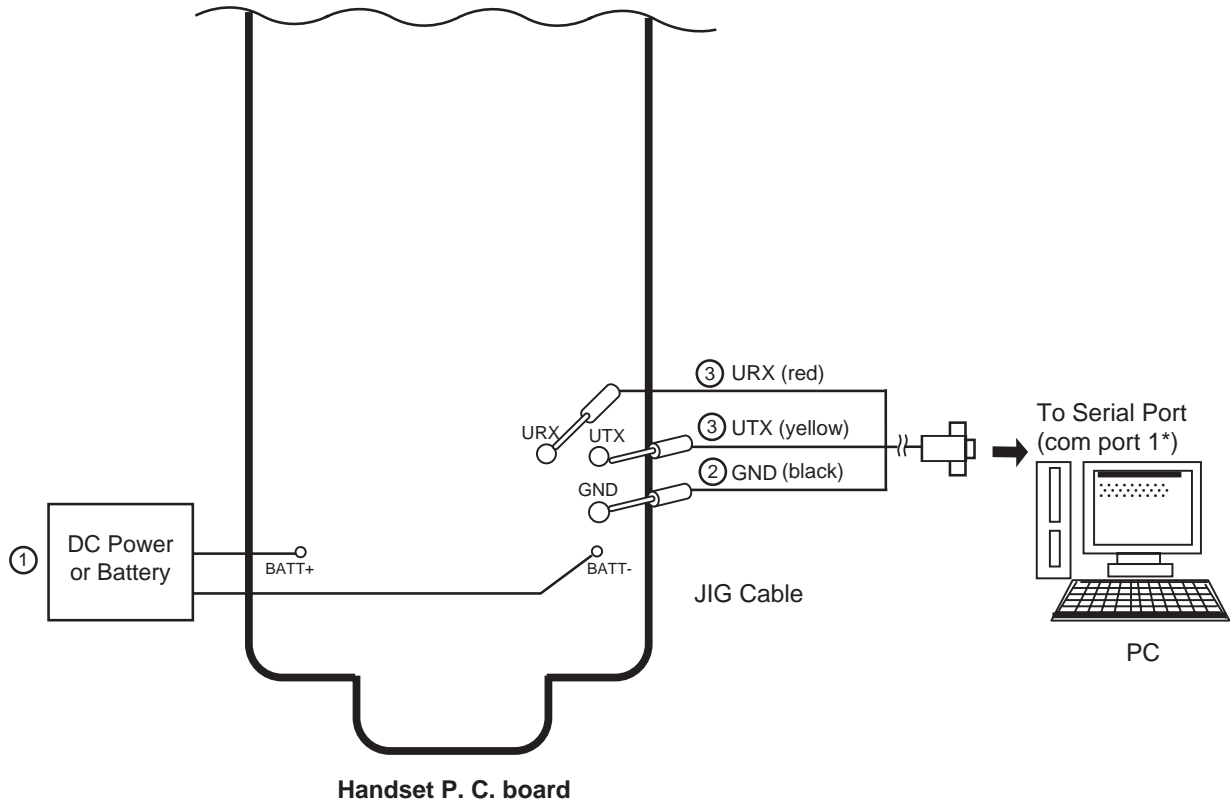 ③ URX (red)
To Serial Port
(com port 1*)
URX
UTX
③ UTX (yellow)
② GND (black)
GND
①
DC Power
or Battery
BATT+
BATT-
JIG Cable
PC
Handset P. C. board